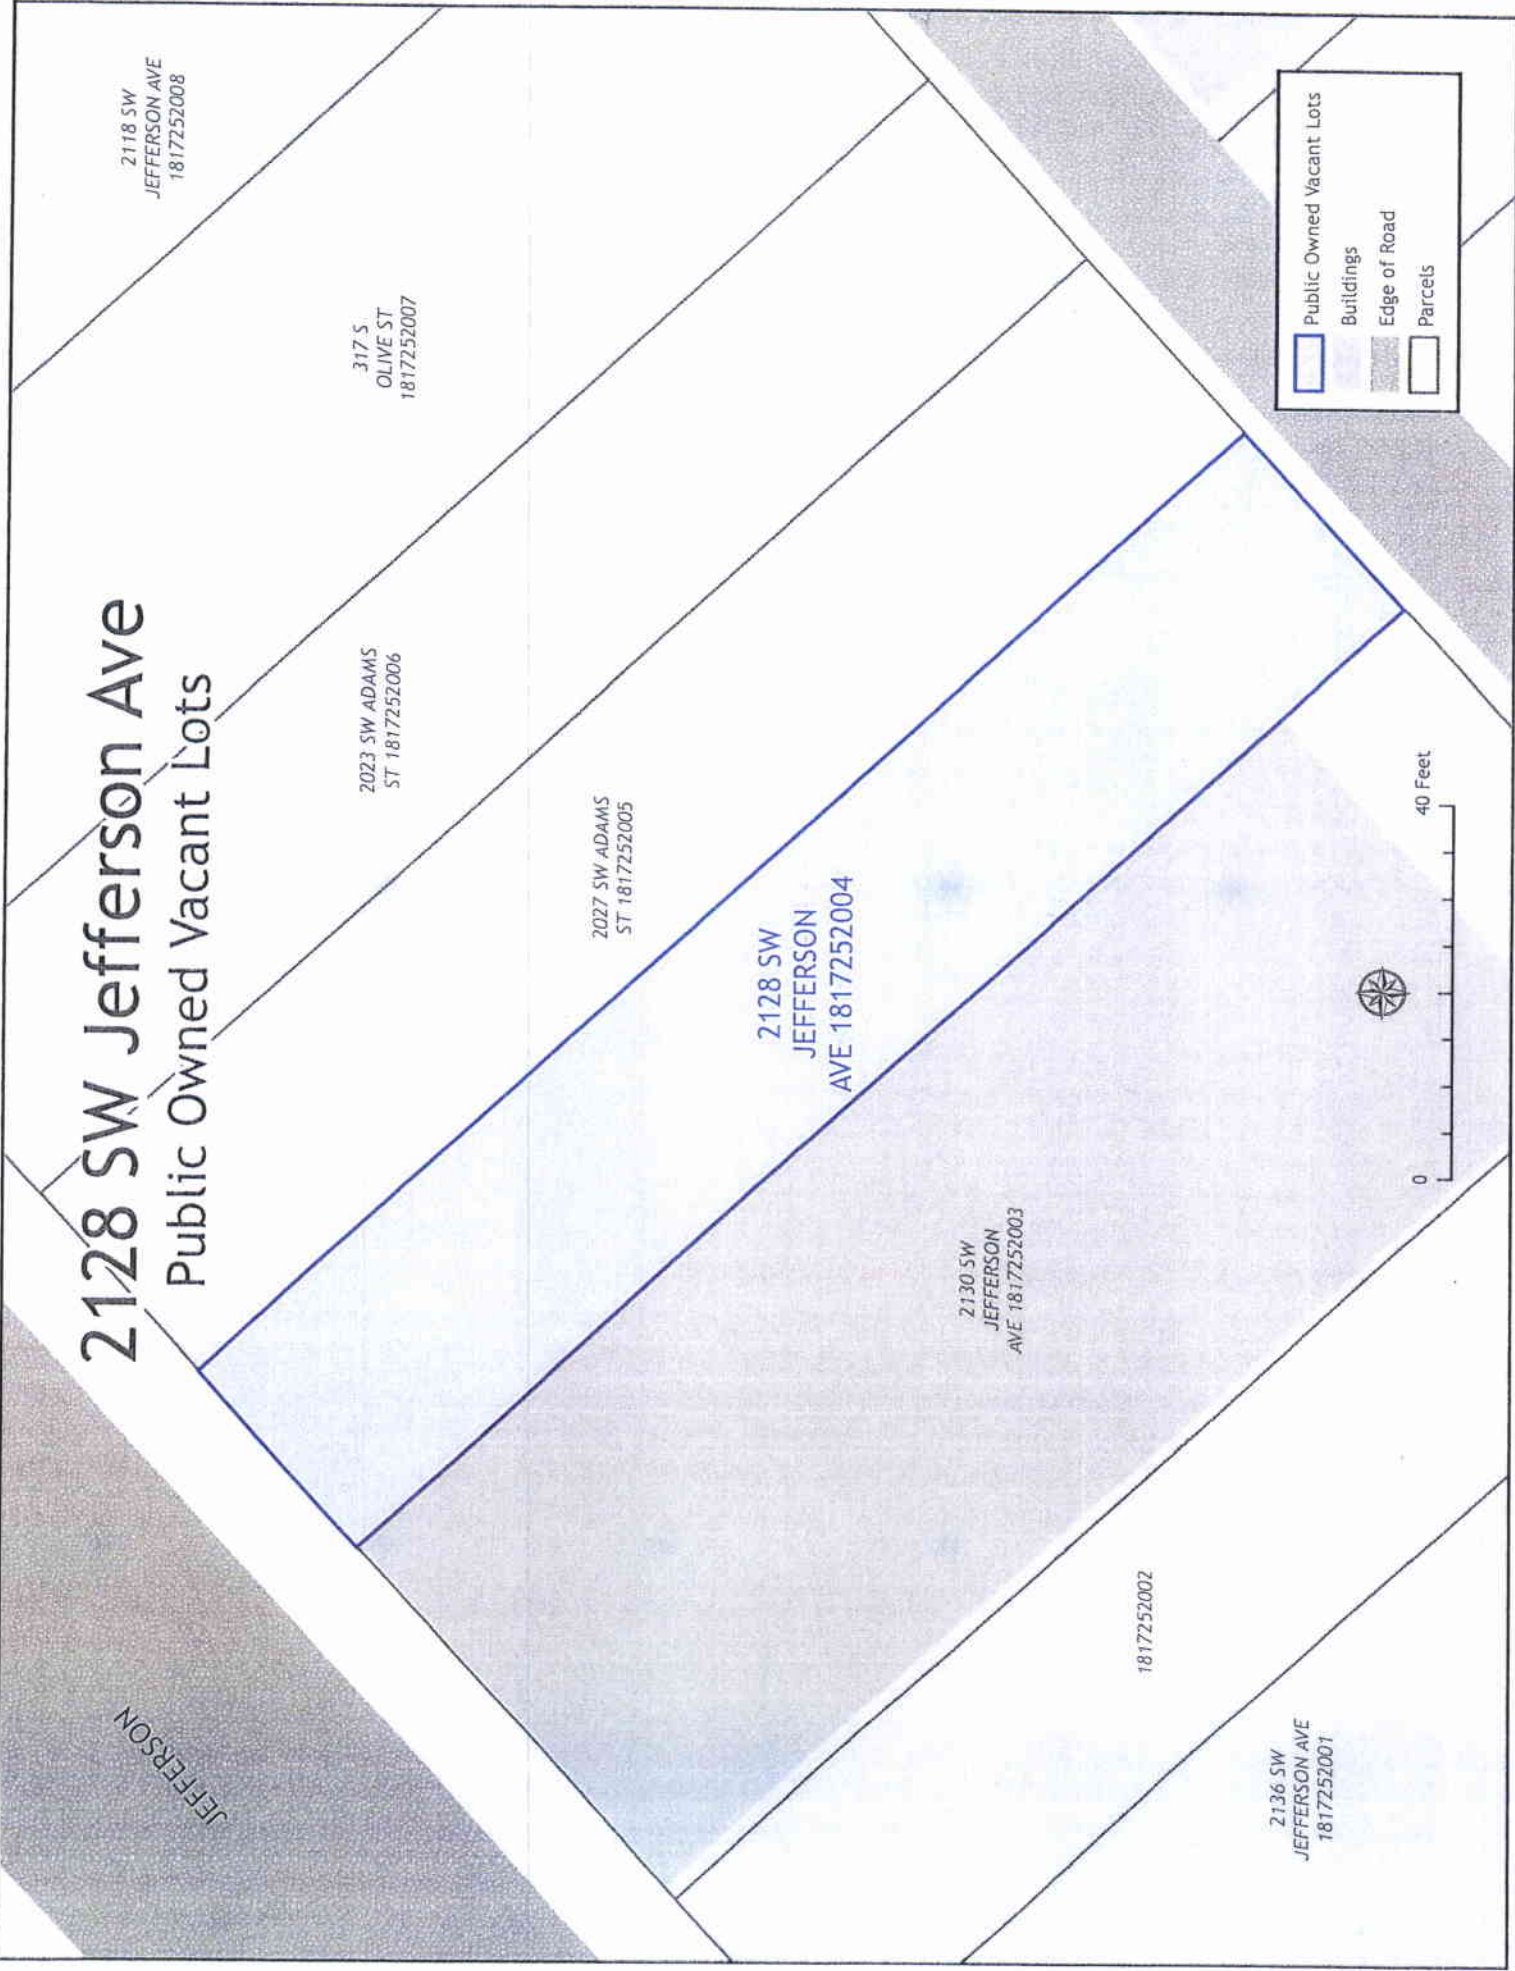 2128 SW Jefferson Ave
Public Owned Vacant Lots
JEFFERSON
2118 SW
JEFFERSON AVE
1817252008
317 S
OLIVE ST
1817252007
2023 SW ADAMS
ST 1817252006
2027 SW ADAMS
ST 1817252005
2128 SW
JEFFERSON
AVE 1817252004
2130 SW
JEFFERSON
AVE 1817252003
1817252002
2136 SW
JEFFERSON AVE
1817252001
0
40 Feet
Public Owned Vacant Lots
Buildings
Edge of Road
Parcels